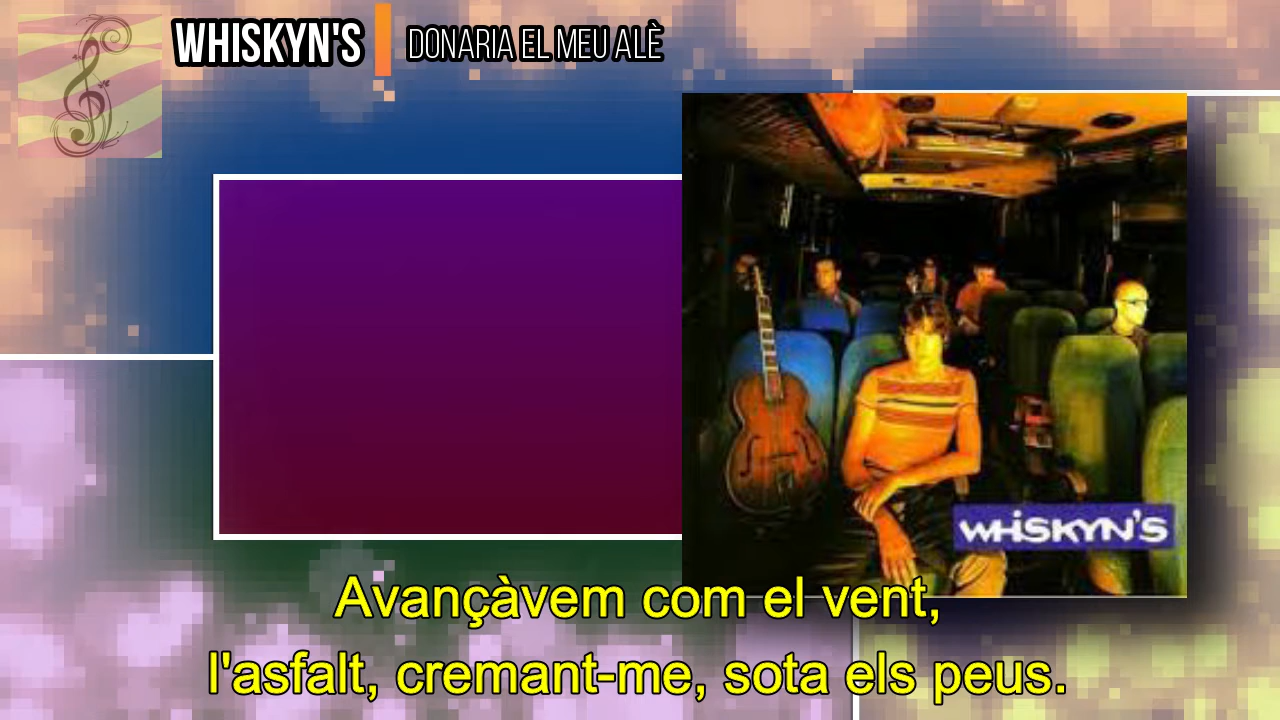 WHISKYN'S
DONARIA EL MEU ALÈ
WHiSKYN'S
Avançàvem com el vent,
l'asfalt, cremant-me, sota els peus.